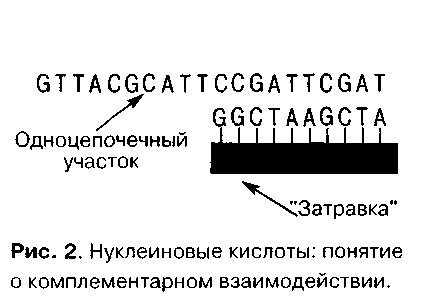 GTTACGCATTCCGATTCGAT
GGCTAAGCTA
Одноцепочечный
участок
"Затравка"
Рис. 2. Нуклеиновые кислоты: понятие
о комплементарном взаимодействии.